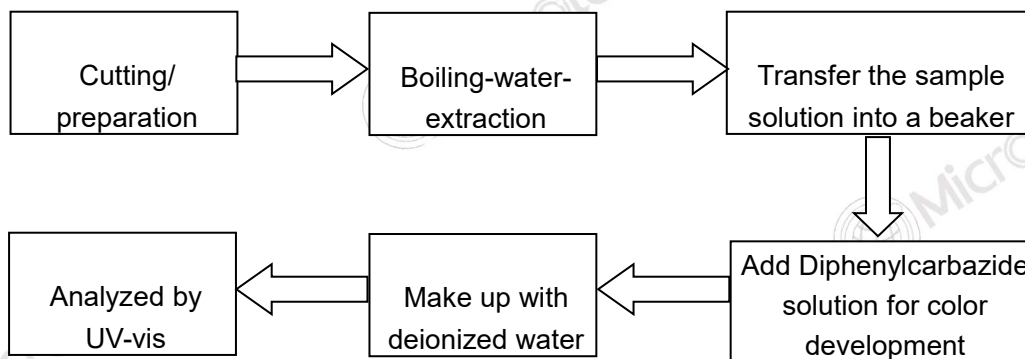 Cutting/
preparation
Boiling-water-
extraction
Transfer the sample
solution into a beaker
Add Diphenylcarbazide
solution for color
development
Make up with
deionized water
Analyzed by
UV-vis